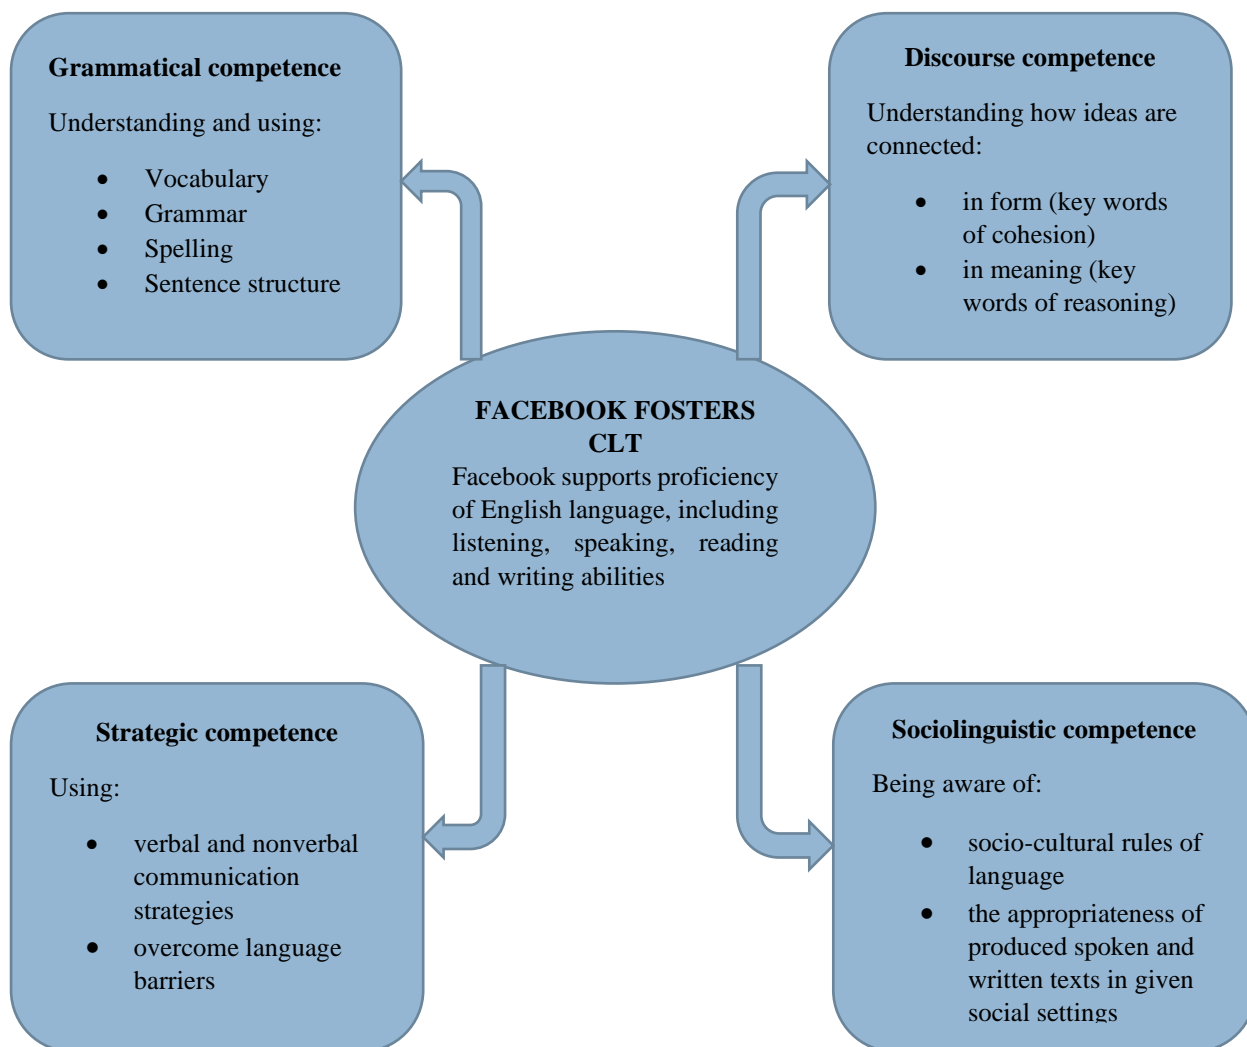 Grammatical competence
Understanding and using:
• Vocabulary
• Grammar
• Spelling
• Sentence structure
Discourse competence
Understanding how ideas are
connected:
• in form (key words
of cohesion)
• in meaning (key
words of reasoning)
FACEBOOK FOSTERS
CLT
Facebook supports proficiency
of English language, including
listening, speaking, reading
and writing abilities
Strategic competence
Using:
• verbal and nonverbal
communication
strategies
• overcome language
barriers
Sociolinguistic competence
Being aware of:
• socio-cultural rules of
language
• the appropriateness of
produced spoken and
written texts in given
social settings